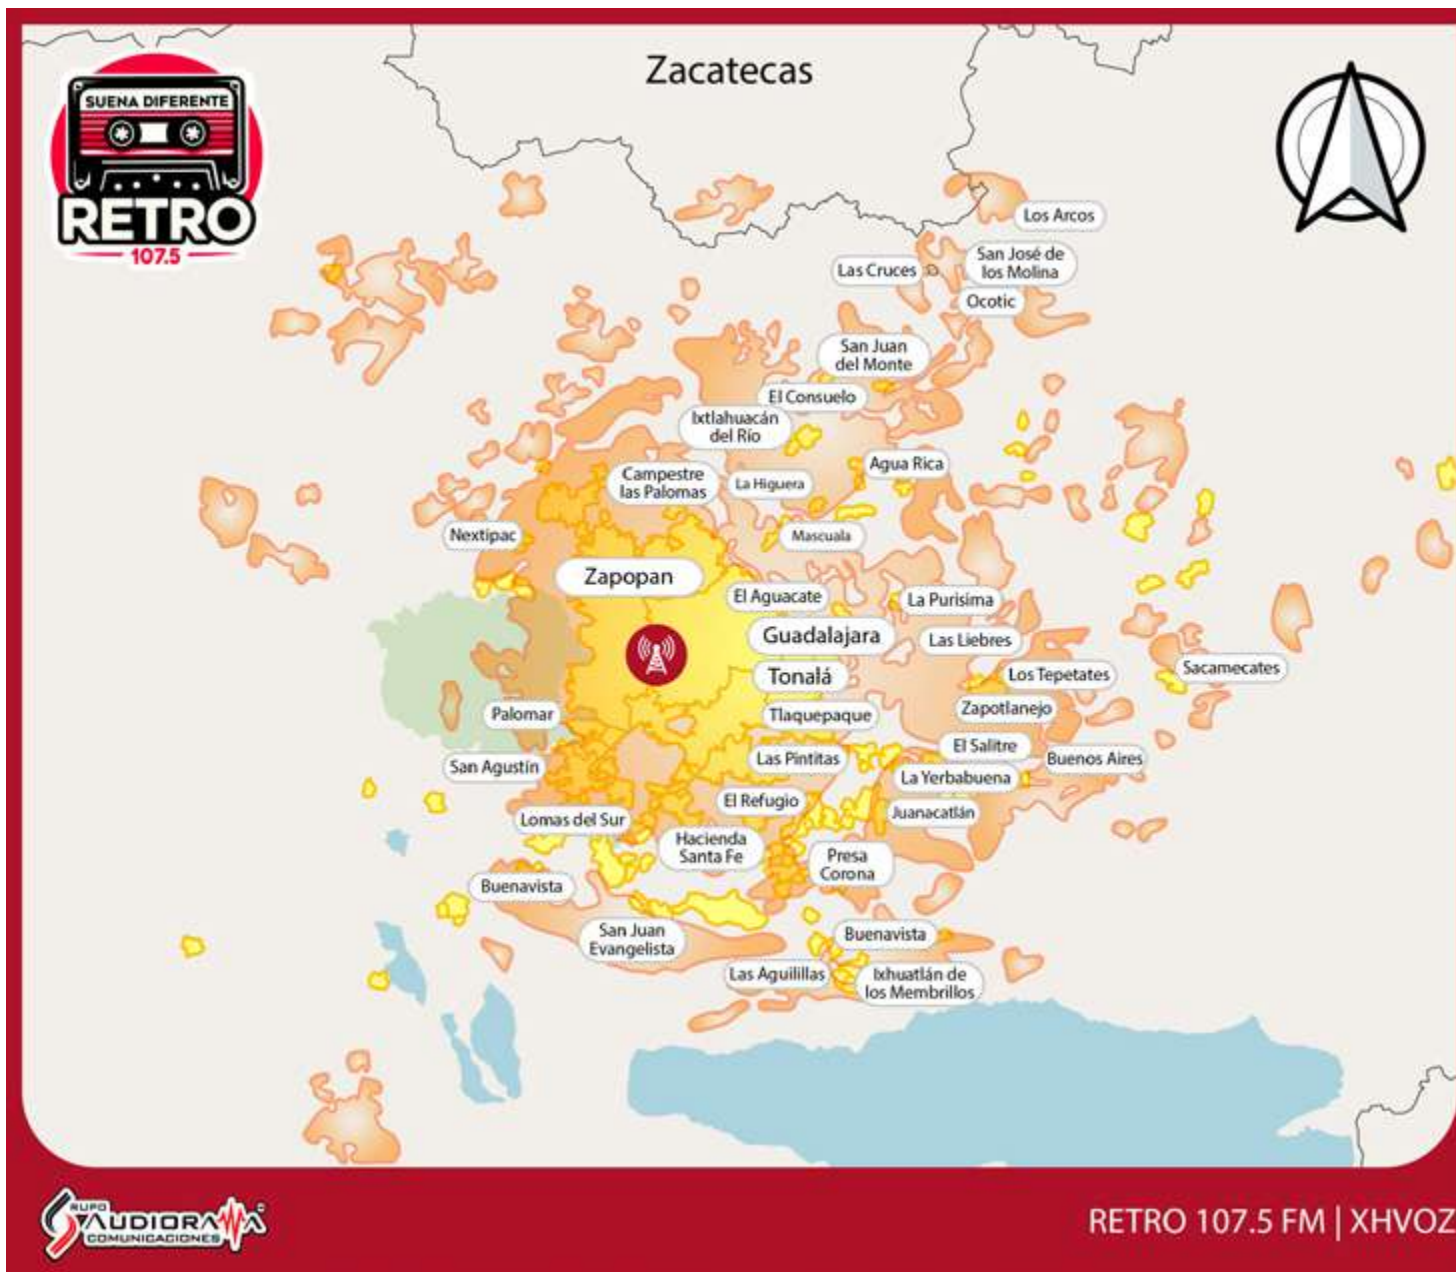 Zacatecas
SUENA DIFERENTE
RETRO
107.5
Los Arcos
San José de
los Molina
Las Cruces
Ocotic
San Juan
del Monte
El Consuelo
Ixtlahuacán
del Río
Agua Rica
Campestre
las Palomas
La Higuera
Nextipac
Mascuala
Zapopan
El Aguacate
La Purisima
Guadalajara
Las Liebres
Tonalá
Los Tepetates
Sacamecates
Palomar
Tlaquepaque
Zapotlanejo
San Agustín
Las Pintitas
El Salitre
Buenos Aires
La Yerbabuena
El Refugio
Juanacatlán
Lomas del Sur
Hacienda
Santa Fe
Presa
Corona
Buenavista
San Juan
Evangelista
Buenavista
Las Aguilillas
Ixhuatlán de
los Membrillos
GRUPO
AUDIORAMA
COMUNICACIONES
RETRO 107.5 FM | XHVOZ